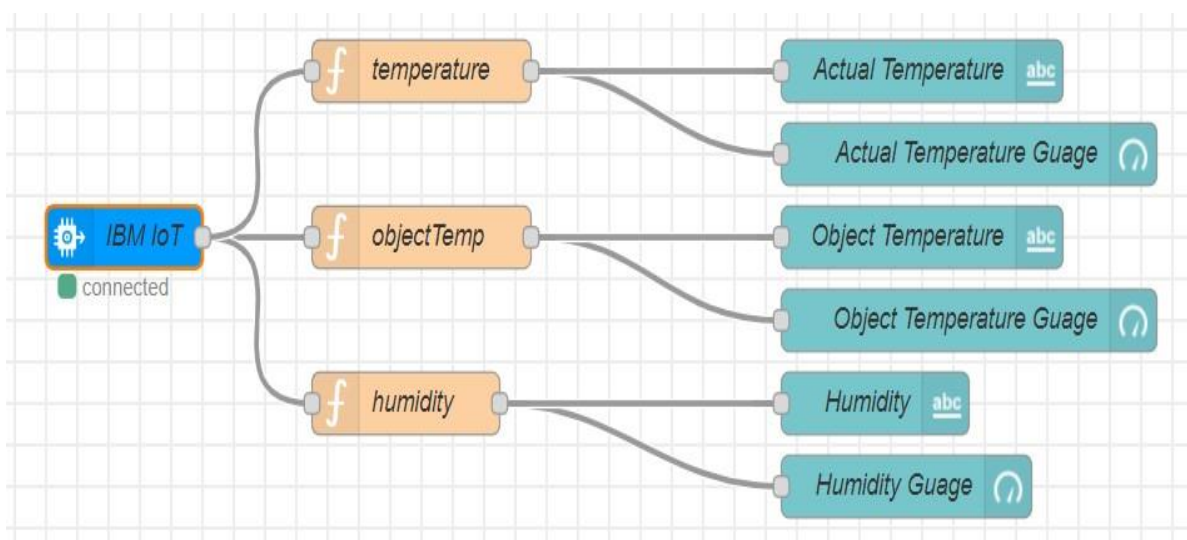 temperature
Actual Temperature abc
Actual Temperature Guage
IBM IoT
objectTemp
Object Temperature abc
connected
Object Temperature Guage
humidity
Humidity abc
Humidity Guage